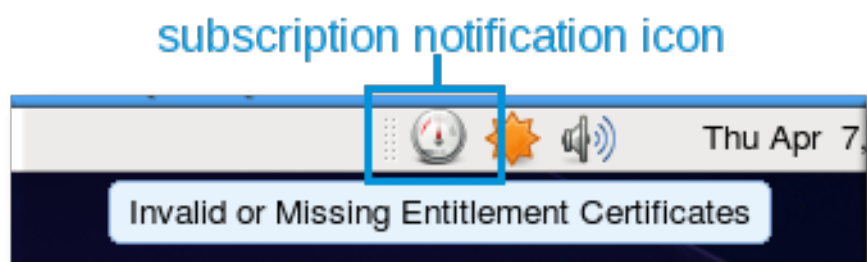 subscription notification icon
Thu Apr 7,
Invalid or Missing Entitlement Certificates